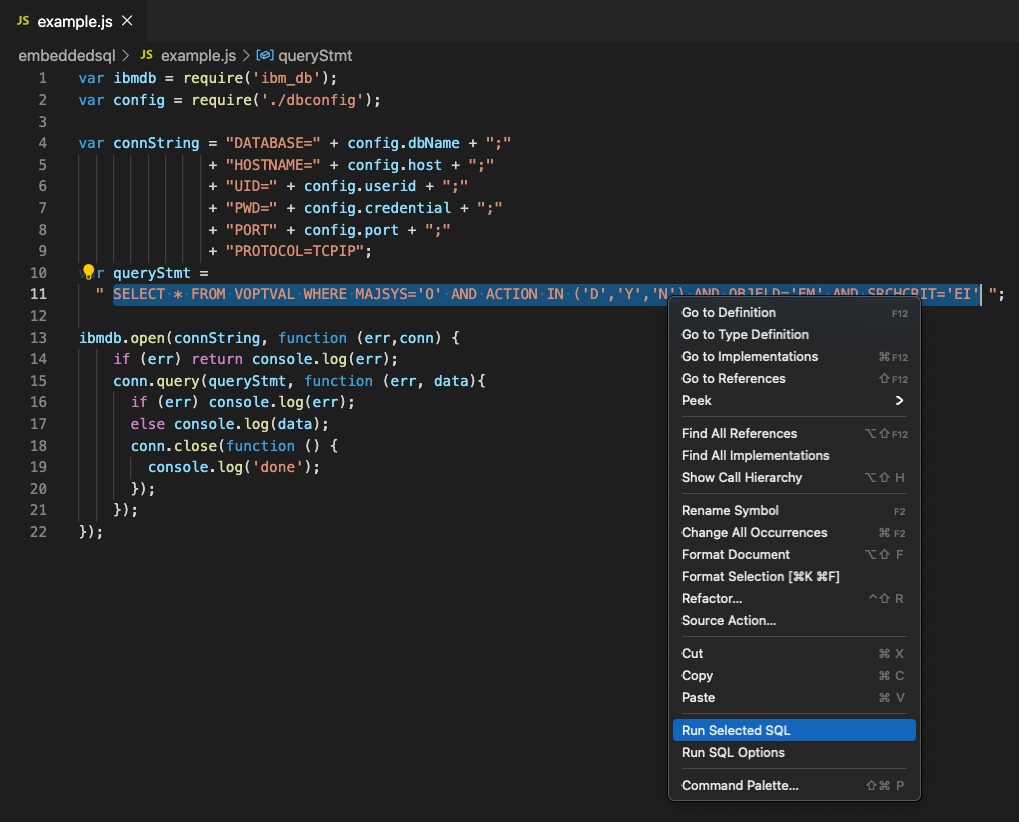 JS example.js
embeddedsql > JS example.js > queryStmt
1 var ibmdb = require('ibm_db');
2 var config = require('./dbconfig');
3
4 var connString = "DATABASE=" + config.dbName + ";"
5 + "HOSTNAME=" + config.host + ";"
6 + "UID=" + config.userid + ";"
7 + "PWD=" + config.credential + ";"
8 + "PORT" + config.port + ";"
9 + "PROTOCOL=TCPIP";
10 r queryStmt =
11 " SELECT * FROM VOPTVAL WHERE MAJSYS='O' AND ACTION IN ('D','Y','N') AND OBJFLD='EM' AND SRCHCRIT='EI' ";
12
13 ibmdb.open(connString, function (err,conn) {
14 if (err) return console.log(err);
15 conn.query(queryStmt, function (err, data){
16 if (err) console.log(err);
17 else console.log(data);
18 conn.close(function () {
19 console.log('done');
20 });
21 });
22 });
Go to Definition F12
Go to Type Definition
Go to Implementations ⌘F12
Go to References ⇧F12
Peek >
Find All References ⌥⇧F12
Find All Implementations
Show Call Hierarchy ⌥⇧ H
Rename Symbol F2
Change All Occurrences ⌘ F2
Format Document ⌥⇧ F
Format Selection [⌘K ⌘F]
Refactor... ^⇧ R
Source Action...
Cut ⌘ X
Copy ⌘ C
Paste ⌘ V
Run Selected SQL
Run SQL Options
Command Palette... ⇧⌘ P